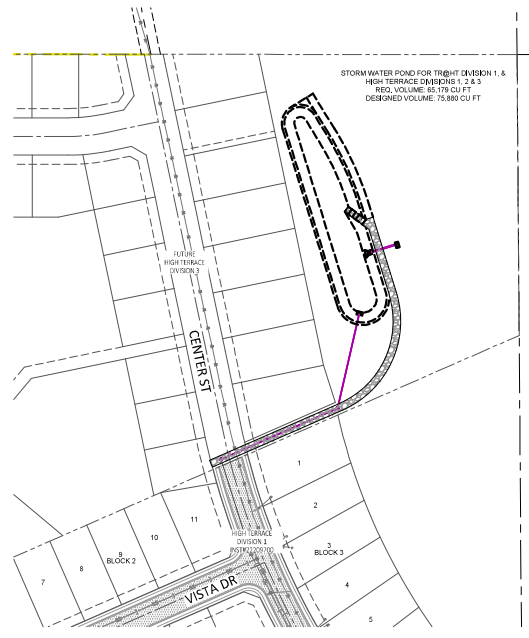 STORM WATER POND FOR TR@HT DIVISION 1, &
HIGH TERRACE DIVISIONS 1, 2 & 3
REQ. VOLUME: 65,179 CU FT
DESIGNED VOLUME: 75,880 CU FT
FUTURE
HIGH TERRACE
DIVISION 3
CENTER ST
1
2
3
BLOCK 3
4
5
11
10
9
BLOCK 2
8
7
HIGH TERRACE
DIVISION 1
VISTA DR